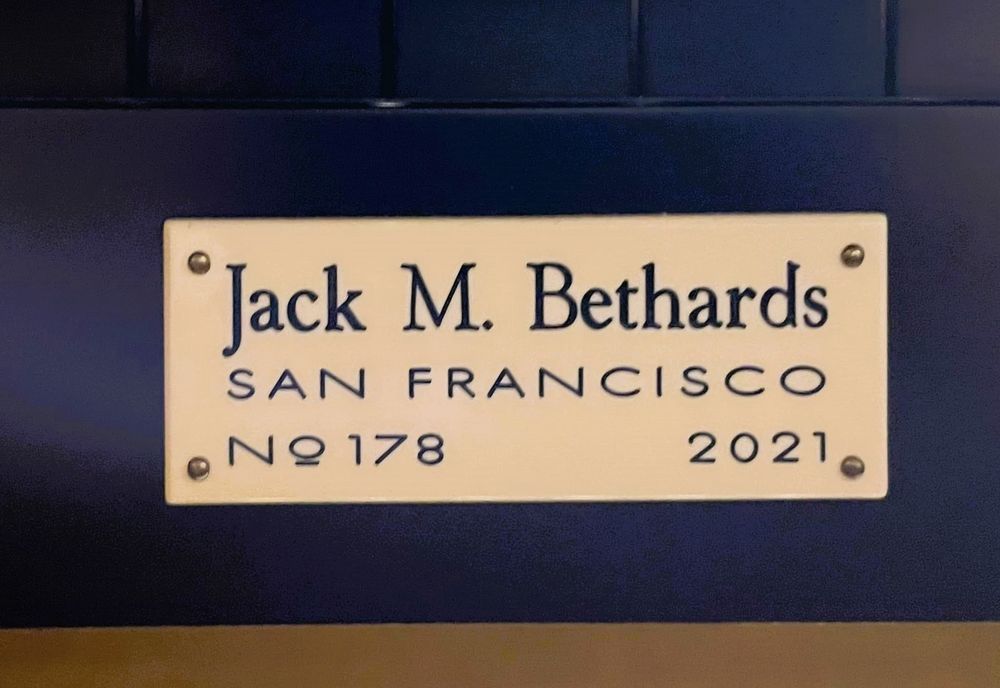 Jack M. Bethards
SAN FRANCISCO
Nº 178 2021